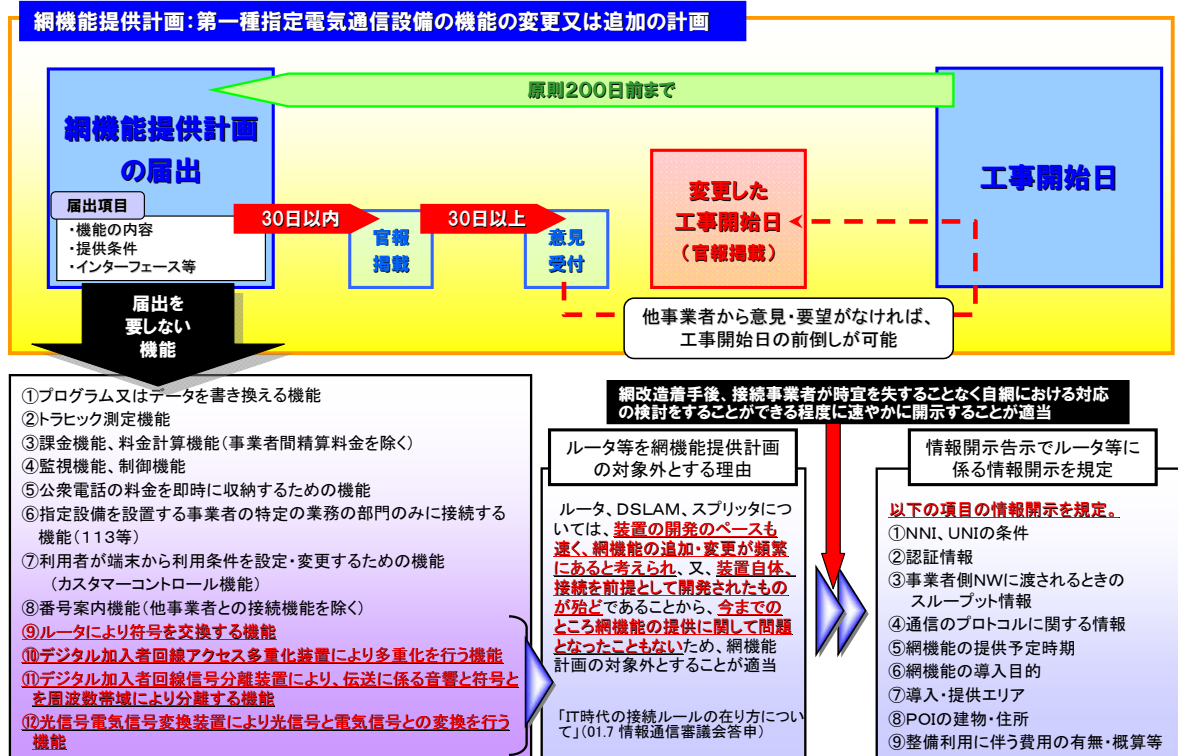 網機能提供計画：第一種指定電気通信設備の機能の変更又は追加の計画
原則200日前まで
網機能提供計画
の届出
届出項目
・機能の内容
・提供条件
・インターフェース等
30日以内
官報
掲載
30日以上
意見
受付
変更した
工事開始日
（官報掲載）
工事開始日
他事業者から意見・要望がなければ、
工事開始日の前倒しが可能
届出を
要しない
機能
①プログラム又はデータを書き換える機能
②トラヒック測定機能
③課金機能、料金計算機能（事業者間精算料金を除く）
④監視機能、制御機能
⑤公衆電話の料金を即時に収納するための機能
⑥指定設備を設置する事業者の特定の業務の部門のみに接続する
機能（113等）
⑦利用者が端末から利用条件を設定・変更するための機能
（カスタマーコントロール機能）
⑧番号案内機能（他事業者との接続機能を除く）
⑨ルータにより符号を交換する機能
⑩デジタル加入者回線アクセス多重化装置により多重化を行う機能
⑪デジタル加入者回線信号分離装置により、伝送に係る音響と符号と
を周波数帯域により分離する機能
⑫光信号電気信号変換装置により光信号と電気信号との変換を行う
機能
網改造着手後、接続事業者が時宜を失することなく自網における対応
の検討をすることができる程度に速やかに開示することが適当
ルータ等を網機能提供計画
の対象外とする理由
ルータ、DSLAM、スプリッタにつ
いては、装置の開発のペースも
速く、網機能の追加・変更が頻繁
にあると考えられ、又、装置自体、
接続を前提として開発されたもの
が殆どであることから、今までの
ところ網機能の提供に関して問題
となったこともないため、網機能
計画の対象外とすることが適当
「IT時代の接続ルールの在り方につい
て」（01.7 情報通信審議会答申）
情報開示告示でルータ等に
係る情報開示を規定
以下の項目の情報開示を規定。
①NNI、UNIの条件
②認証情報
③事業者側NWに渡されるときの
スループット情報
④通信のプロトコルに関する情報
⑤網機能の提供予定時期
⑥網機能の導入目的
⑦導入・提供エリア
⑧POIの建物・住所
⑨整備利用に伴う費用の有無・概算等